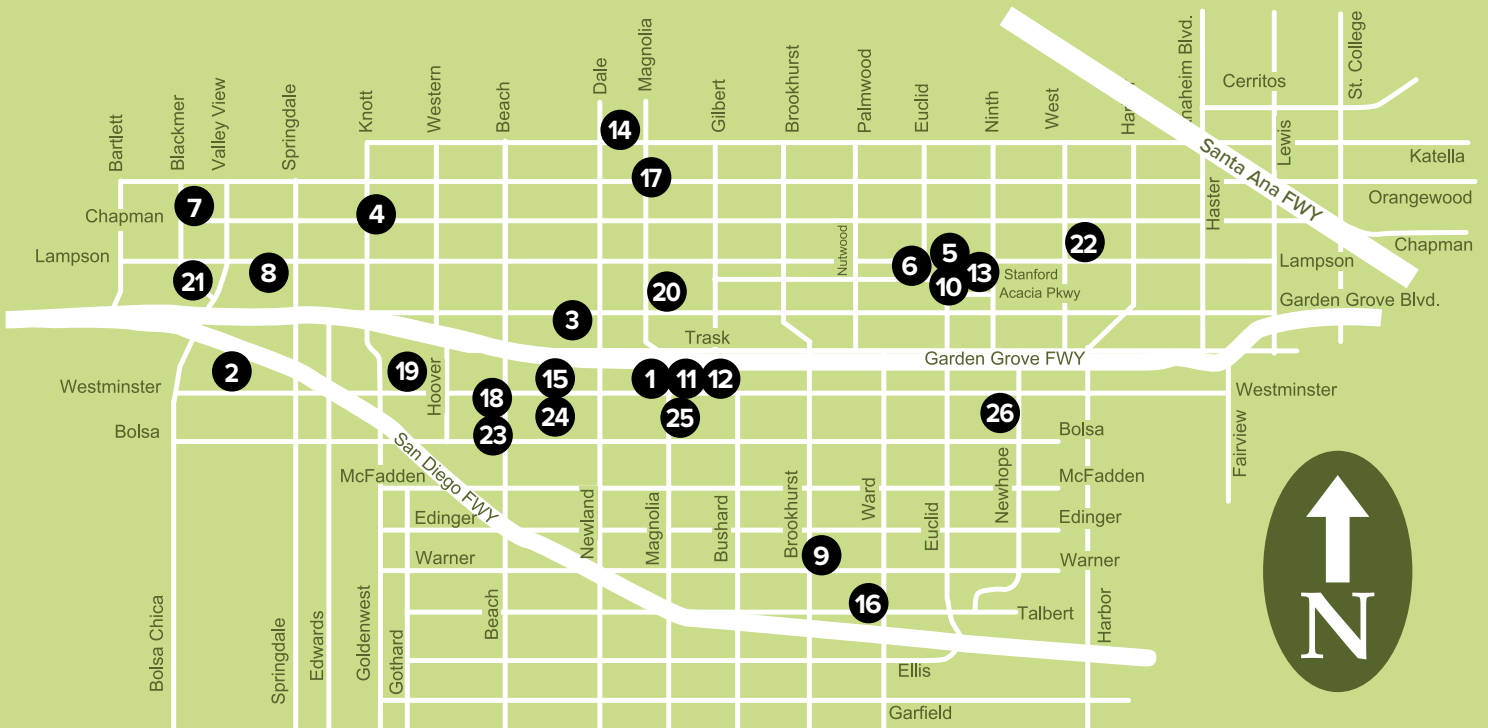 Bartlett
Blackmer
Valley View
Springdale
Knott
Western
Beach
Dale
Magnolia
Gilbert
Brookhurst
Palmwood
Euclid
Ninth
West
Anaheim Blvd.
Cerritos
St. College
14
Lewis
Santa Ana FWY
Katella
17
7
4
Orangewood
Chapman
Haster
Chapman
Lampson
Nutwood
22
5
6
13
Lampson
21
8
20
10
Stanford
Acacia Pkwy
Garden Grove Blvd.
3
Trask
Garden Grove FWY
2
19
15
1
11
12
Westminster
Hoover
18
Westminster
24
25
26
Bolsa
23
Bolsa
San Diego FWY
McFadden
McFadden
Fairview
Edinger
Newland
Magnolia
Bushard
Brookhurst
Ward
Euclid
Newhope
Edinger
Warner
9
Warner
16
Talbert
Bolsa Chica
Springdale
Edwards
Goldenwest
Gothard
Beach
Harbor
Ellis
Garfield
N